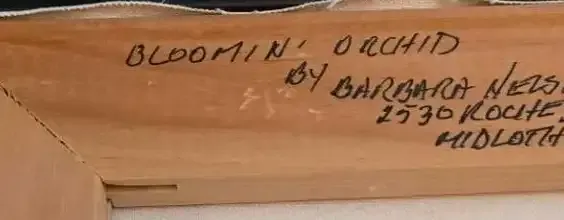 BLOOMIN' ORCHID
BY BARBARA NELS
2530 ROCHE
MIDLOTH